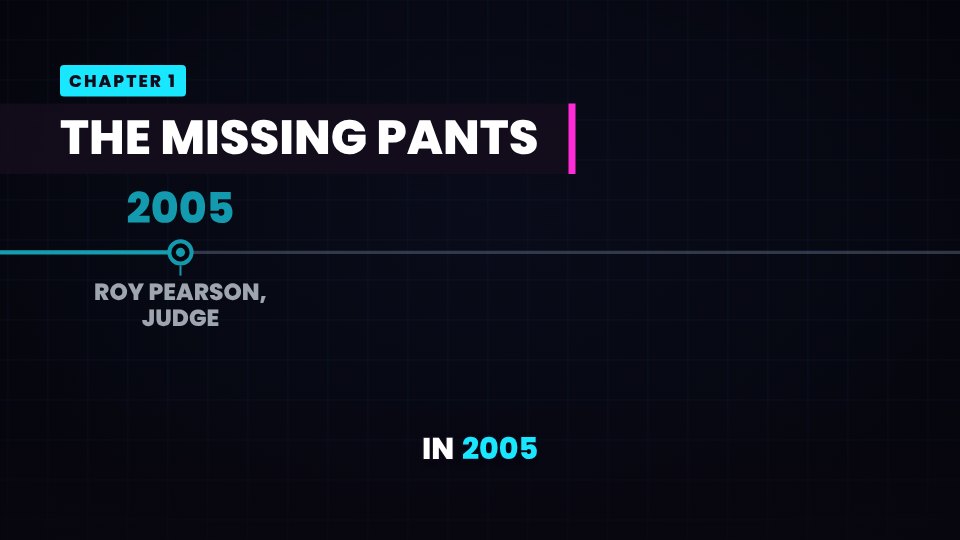 CHAPTER 1
THE MISSING PANTS
2005
ROY PEARSON,
JUDGE
IN 2005